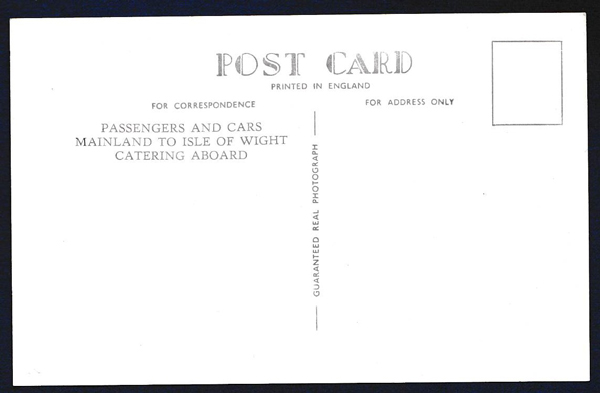 POST CARD
PRINTED IN ENGLAND
FOR CORRESPONDENCE
FOR ADDRESS ONLY
PASSENGERS AND CARS
MAINLAND TO ISLE OF WIGHT
CATERING ABOARD
GUARANTEED REAL PHOTOGRAPH